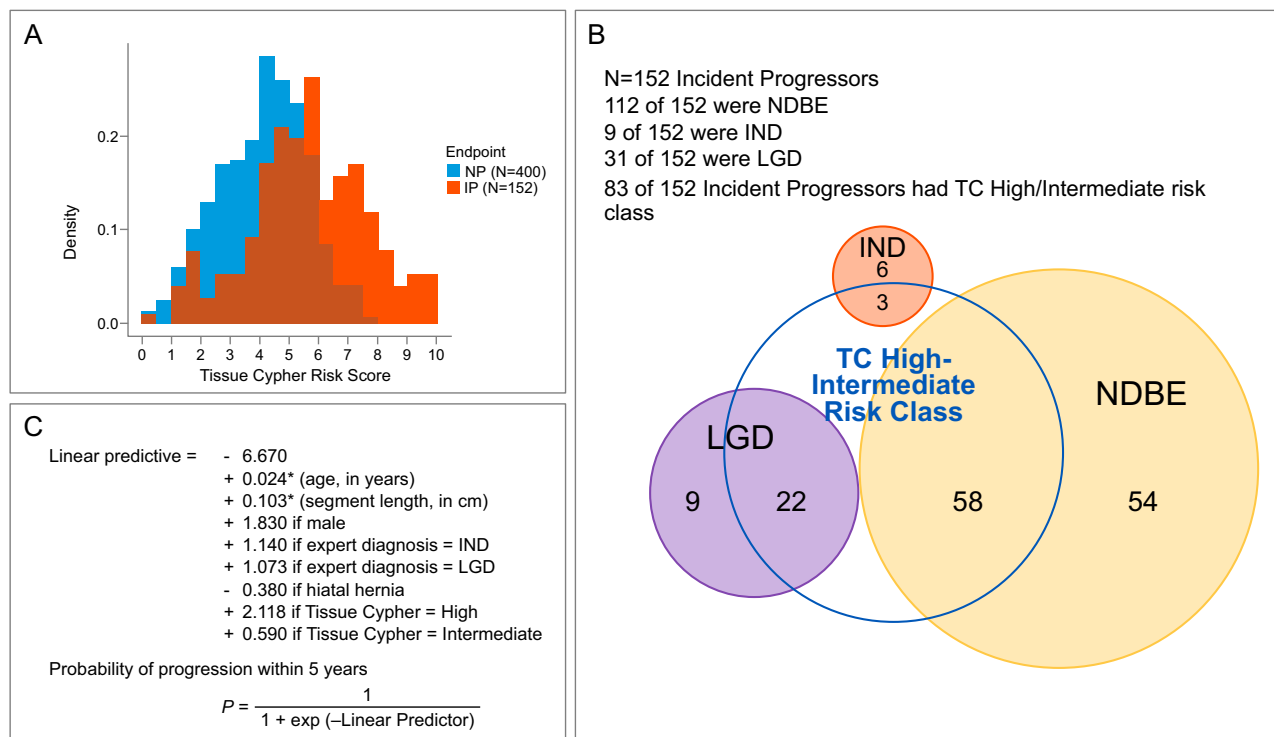 A
0.2
0.1
0.0
Density
0 1 2 3 4 5 6 7 8 9 10
Tissue Cypher Risk Score
Endpoint
NP (N=400)
IP (N=152)
B
N=152 Incident Progressors
112 of 152 were NDBE
9 of 152 were IND
31 of 152 were LGD
83 of 152 Incident Progressors had TC High/Intermediate risk
class
IND
6
3
TC High-
Intermediate
Risk Class
NDBE
LGD
9 22 58 54
C
Linear predictive = - 6.670
+ 0.024* (age, in years)
+ 0.103* (segment length, in cm)
+ 1.830 if male
+ 1.140 if expert diagnosis = IND
+ 1.073 if expert diagnosis = LGD
- 0.380 if hiatal hernia
+ 2.118 if Tissue Cypher = High
+ 0.590 if Tissue Cypher = Intermediate
Probability of progression within 5 years
1
P =
1 + exp (–Linear Predictor)